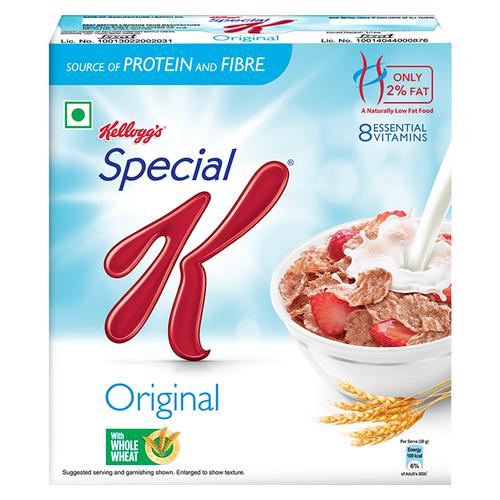 Lic. No. 10013022002031
K
Special
Original
Lic. No. 10014044000876
SOURCE OF PROTEIN AND FIBRE
ONLY
2% FAT
A Naturally Low Fat Food
8 ESSENTIAL
VITAMINS
Kellogg's
Special ®
K
Original
With
WHOLE
WHEAT
Suggested serving and garnishing shown. Enlarged to show texture.
Per Serve (30 g)
Energy
109 kcal
6%
of Adult's GDA*